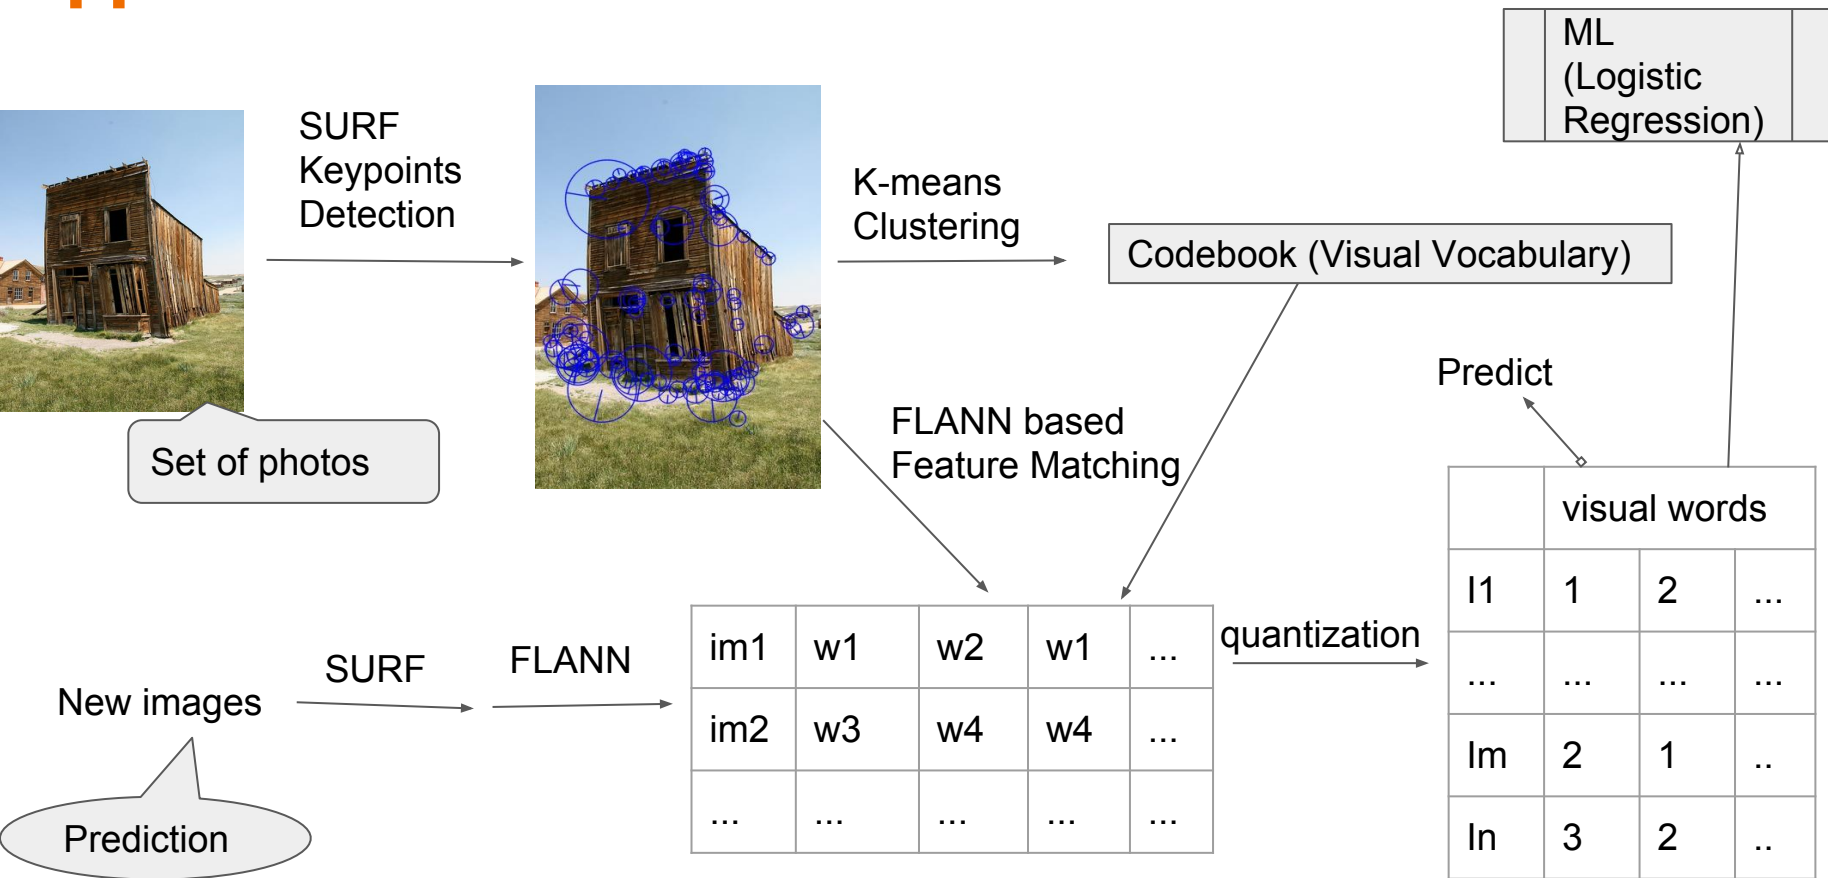 ML
(Logistic
Regression)
SURF
Keypoints
Detection
K-means
Clustering
Codebook (Visual Vocabulary)
Set of photos
FLANN based
Feature Matching
Predict
visual words
I1 1 2 ...
... ... ... ...
Im 2 1 ..
In 3 2 ..
quantization
im1 w1 w2 w1 ...
im2 w3 w4 w4 ...
... ... ... ... ...
New images
SURF
FLANN
Prediction